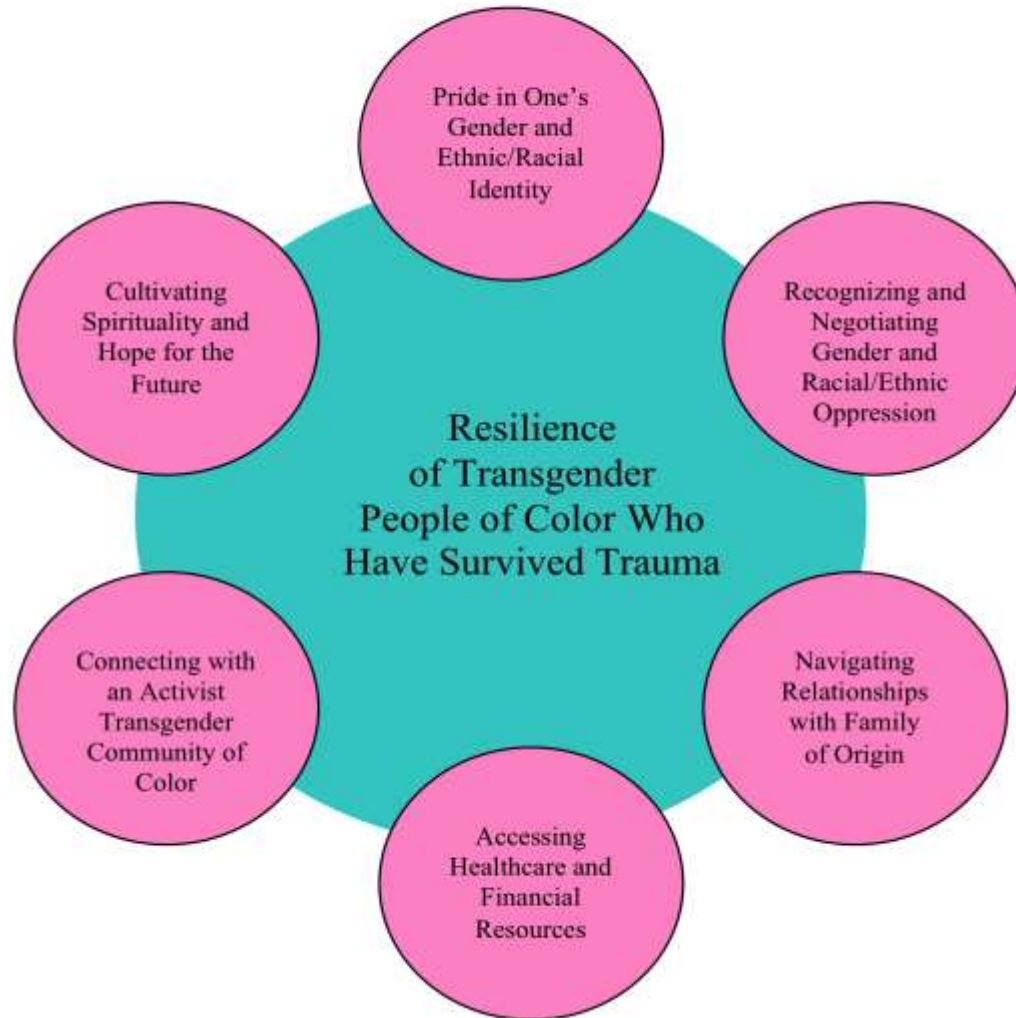 Pride in One’s
Gender and
Ethnic/Racial
Identity
Recognizing and
Negotiating
Gender and
Racial/Ethnic
Oppression
Navigating
Relationships
with Family
of Origin
Accessing
Healthcare and
Financial
Resources
Connecting with
an Activist
Transgender
Community of
Color
Cultivating
Spirituality and
Hope for the
Future
Resilience
of Transgender
People of Color Who
Have Survived Trauma